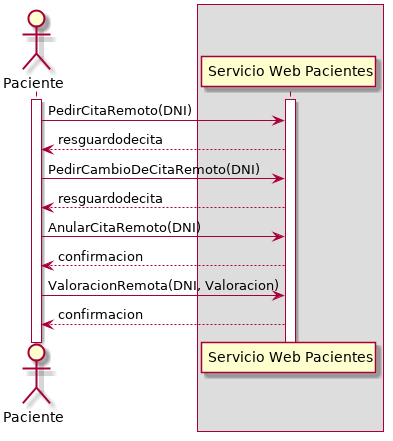 Paciente
Servicio Web Pacientes
PedirCitaRemoto(DNI)
resguardodecita
PedirCambioDeCitaRemoto(DNI)
resguardodecita
AnularCitaRemoto(DNI)
confirmacion
ValoracionRemota(DNI, Valoracion)
confirmacion
Servicio Web Pacientes
Paciente